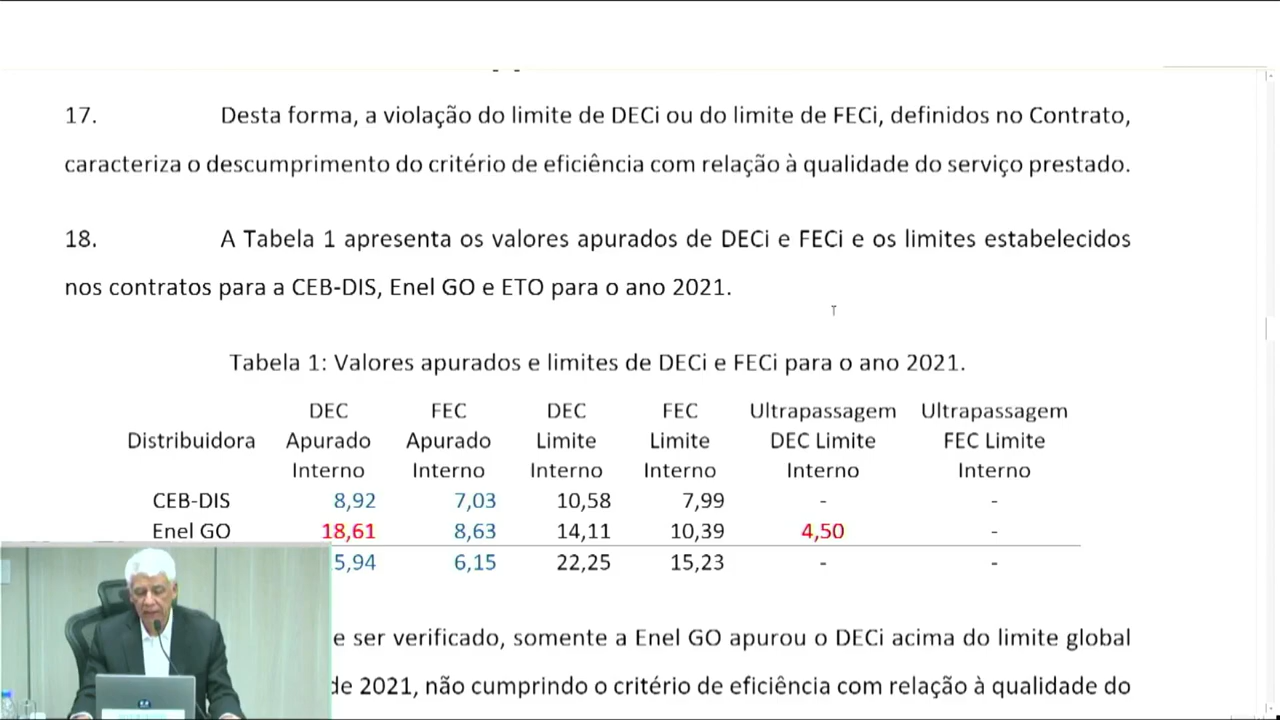 17. Desta forma, a violação do limite de DECi ou do limite de FECi, definidos no Contrato,
caracteriza o descumprimento do critério de eficiência com relação à qualidade do serviço prestado.
18. A Tabela 1 apresenta os valores apurados de DECi e FECi e os limites estabelecidos
nos contratos para a CEB-DIS, Enel GO e ETO para o ano 2021.
Tabela 1: Valores apurados e limites de DECi e FECi para o ano 2021.
DEC FEC DEC FEC Ultrapassagem Ultrapassagem
Distribuidora Apurado Apurado Limite Limite DEC Limite FEC Limite
Interno Interno Interno Interno Interno Interno
CEB-DIS 8,92 7,03 10,58 7,99 - -
Enel GO 18,61 8,63 14,11 10,39 4,50 -
5,94 6,15 22,25 15,23 - -
e ser verificado, somente a Enel GO apurou o DECi acima do limite global
de 2021, não cumprindo o critério de eficiência com relação à qualidade do